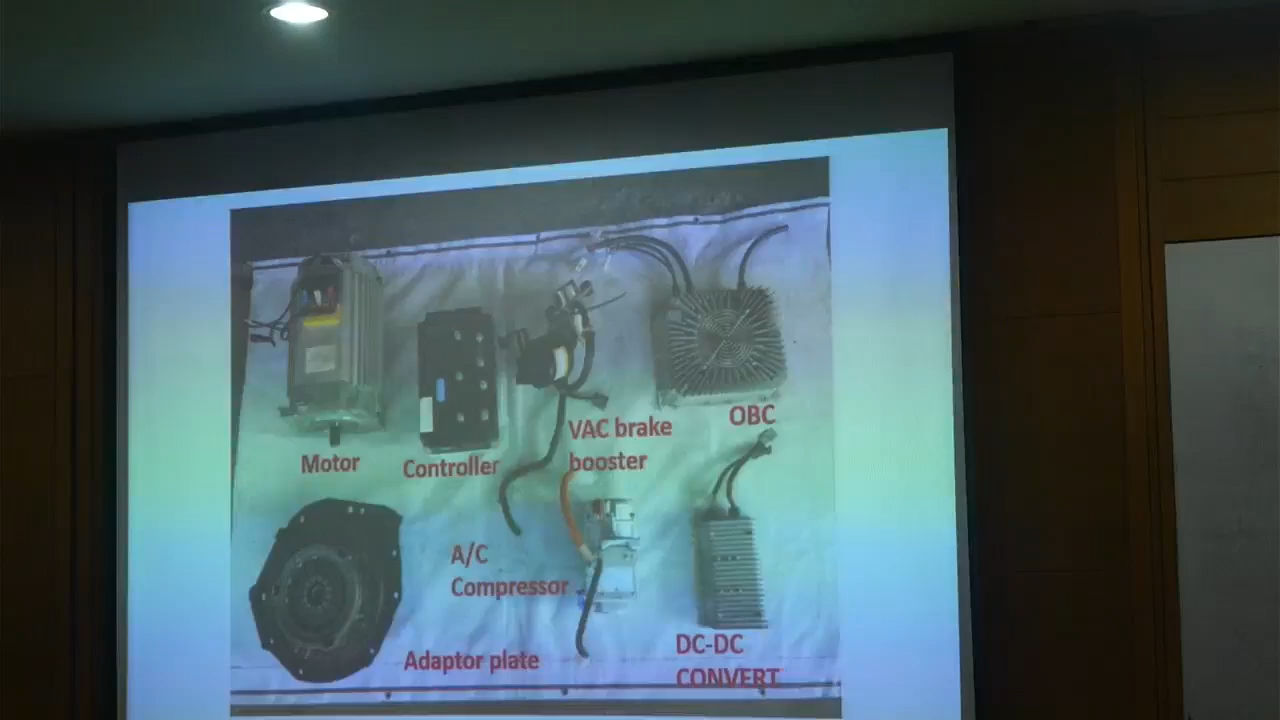 Motor
Controller
VAC brake
booster
OBC
A/C
Compressor
Adaptor plate
DC-DC
CONVERT